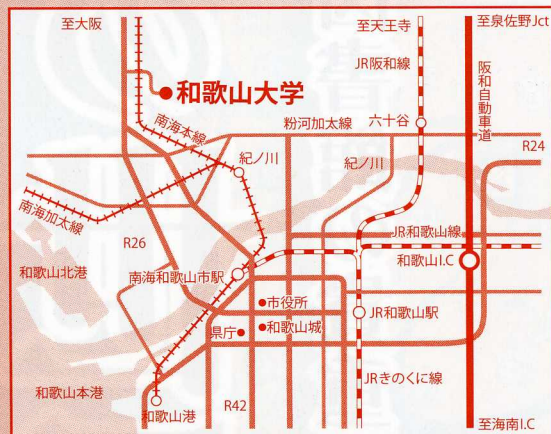 至大阪
至天王寺
至泉佐野Jct
JR阪和線
阪和自動車道
和歌山大学
南海本線
粉河加太線
六十谷
R24
紀ノ川
紀ノ川
南海加太線
JR和歌山線
R26
和歌山I.C
和歌山北港
南海和歌山市駅
市役所
JR和歌山駅
県庁
和歌山城
JRきのくに線
和歌山本港
和歌山港
R42
至海南I.C